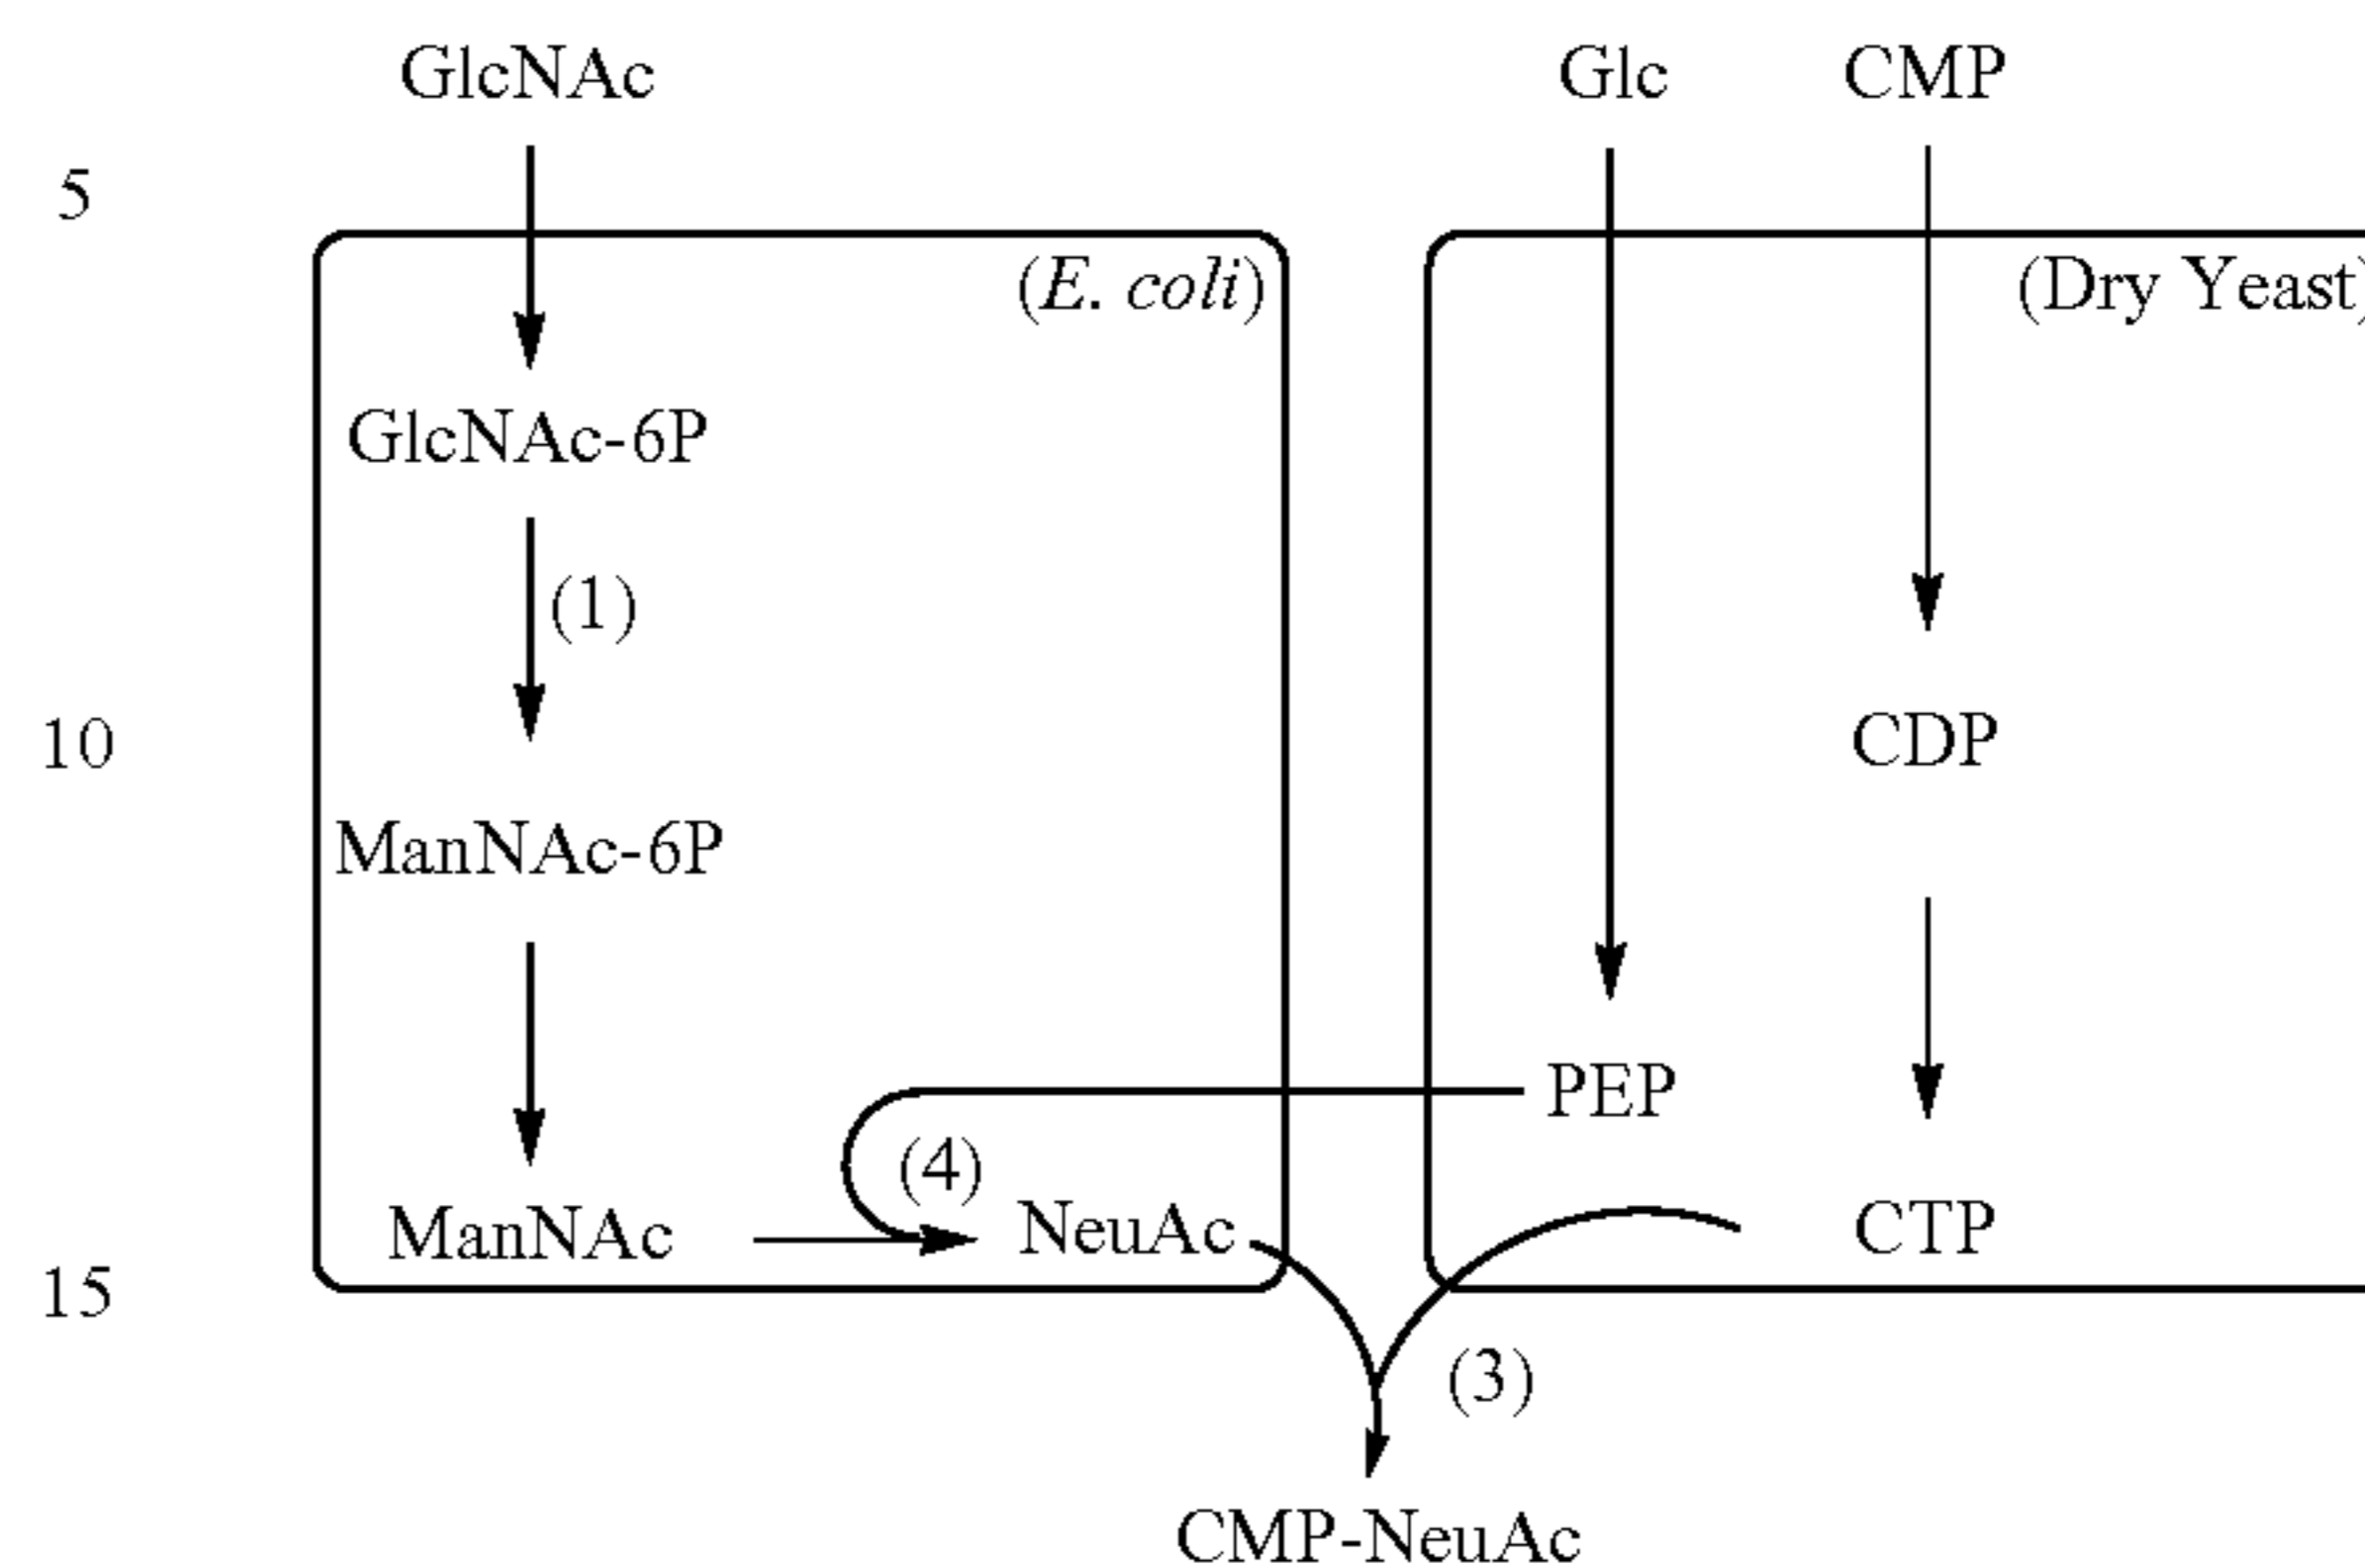 GlcNAc Glc CMP
5
(E. coli) (Dry Yeast)
GlcNAc-6P
(1)
10 CDP
ManNAc-6P
PEP
(4)
ManNAc NeuAc CTP
15
(3)
CMP-NeuAc